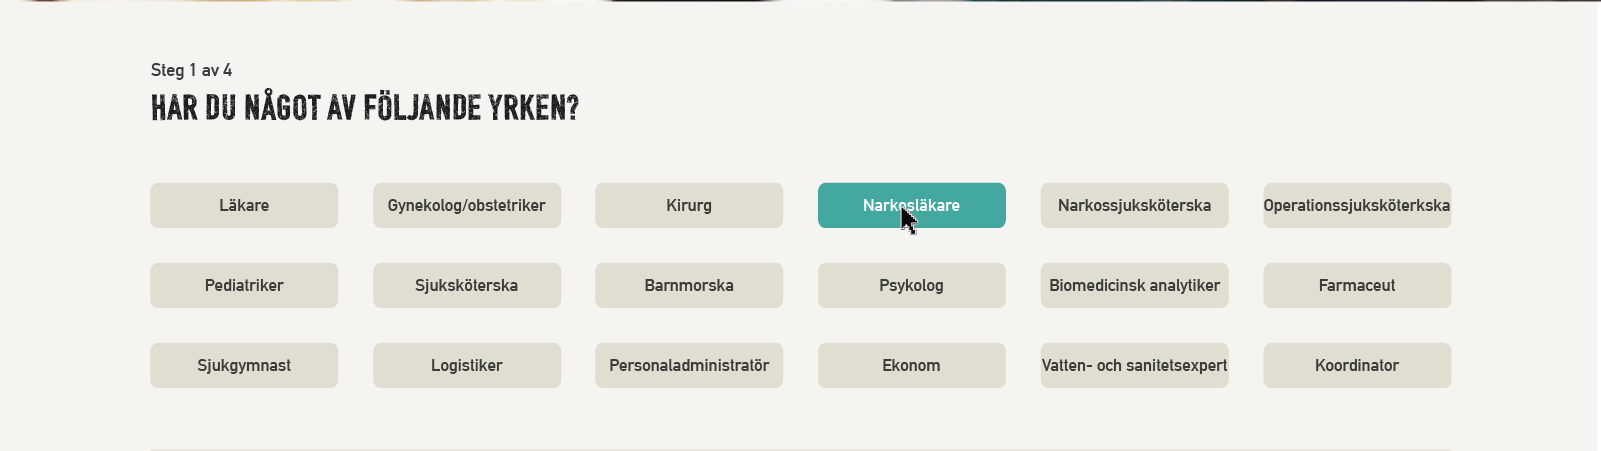 Steg 1 av 4
HAR DU NÅGOT AV FÖLJANDE YRKEN?
Läkare
Gynekolog/obstetriker
Kirurg
Narkosläkare
Narkossjuksköterska
Operationssjuksköterkska
Pediatriker
Sjuksköterska
Barnmorska
Psykolog
Biomedicinsk analytiker
Farmaceut
Sjukgymnast
Logistiker
Personaladministratör
Ekonom
Vatten- och sanitetsexpert
Koordinator